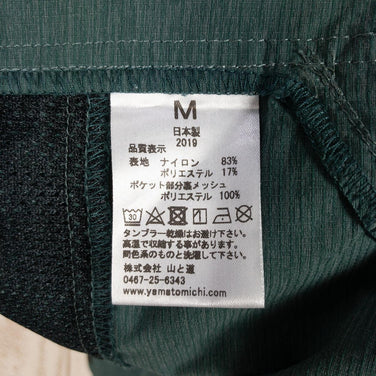 M
日本製
2019
品質表示
表地 ナイロン 83%
ポリエステル 17%
ポケット部分裏メッシュ
ポリエステル 100%
30
タンブラー乾燥はお避け下さい。
高温で収縮する事があります。
同色系のものと洗濯して下さい。
株式会社 山と道
0467-25-6343
www.yamatomichi.com